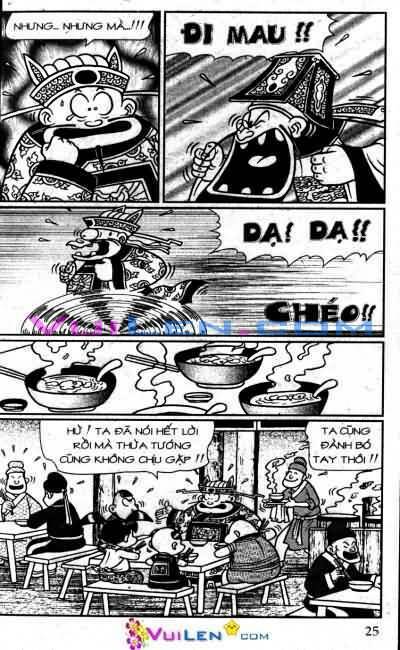 NHƯNG... NHƯNG MÀ...!!!
ĐI MAU!!
DẠ! DẠ!!
CHÉO!!
VuiLen.com
HỪ! TA ĐÃ NÓI HẾT LỜI
RỒI MÀ THỪA TƯỚNG
CŨNG KHÔNG CHỊU GẶP!!
TA CŨNG
ĐÀNH BÓ
TAY THÔI!!
25
VuiLen.com